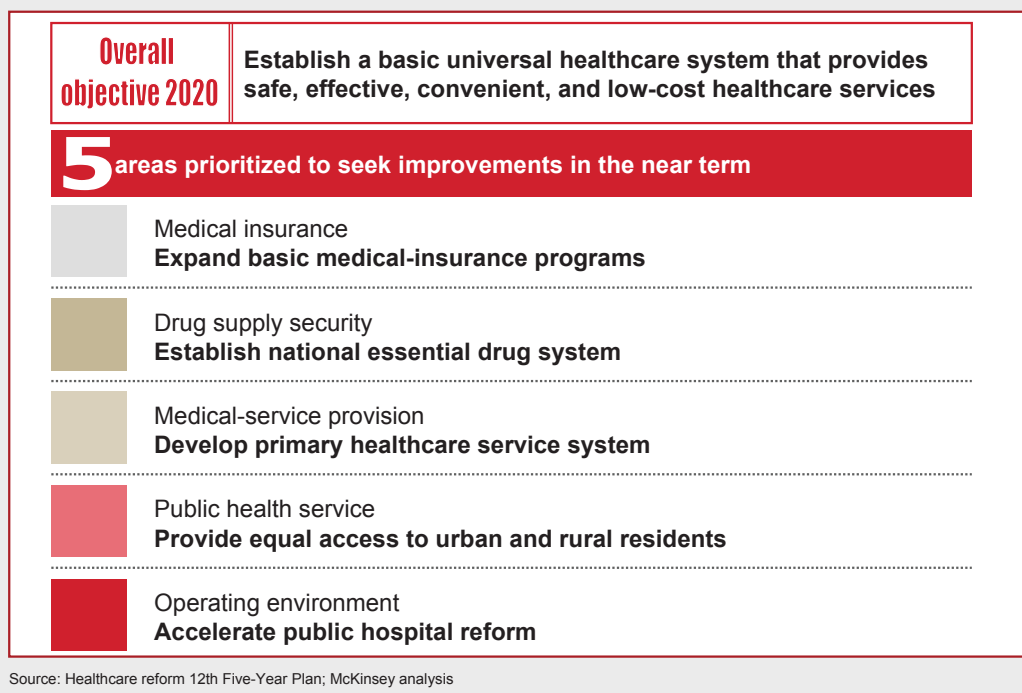 Overall
objective 2020
Establish a basic universal healthcare system that provides
safe, effective, convenient, and low-cost healthcare services
5 areas prioritized to seek improvements in the near term
Medical insurance
Expand basic medical-insurance programs
Drug supply security
Establish national essential drug system
Medical-service provision
Develop primary healthcare service system
Public health service
Provide equal access to urban and rural residents
Operating environment
Accelerate public hospital reform
Source: Healthcare reform 12th Five-Year Plan; McKinsey analysis